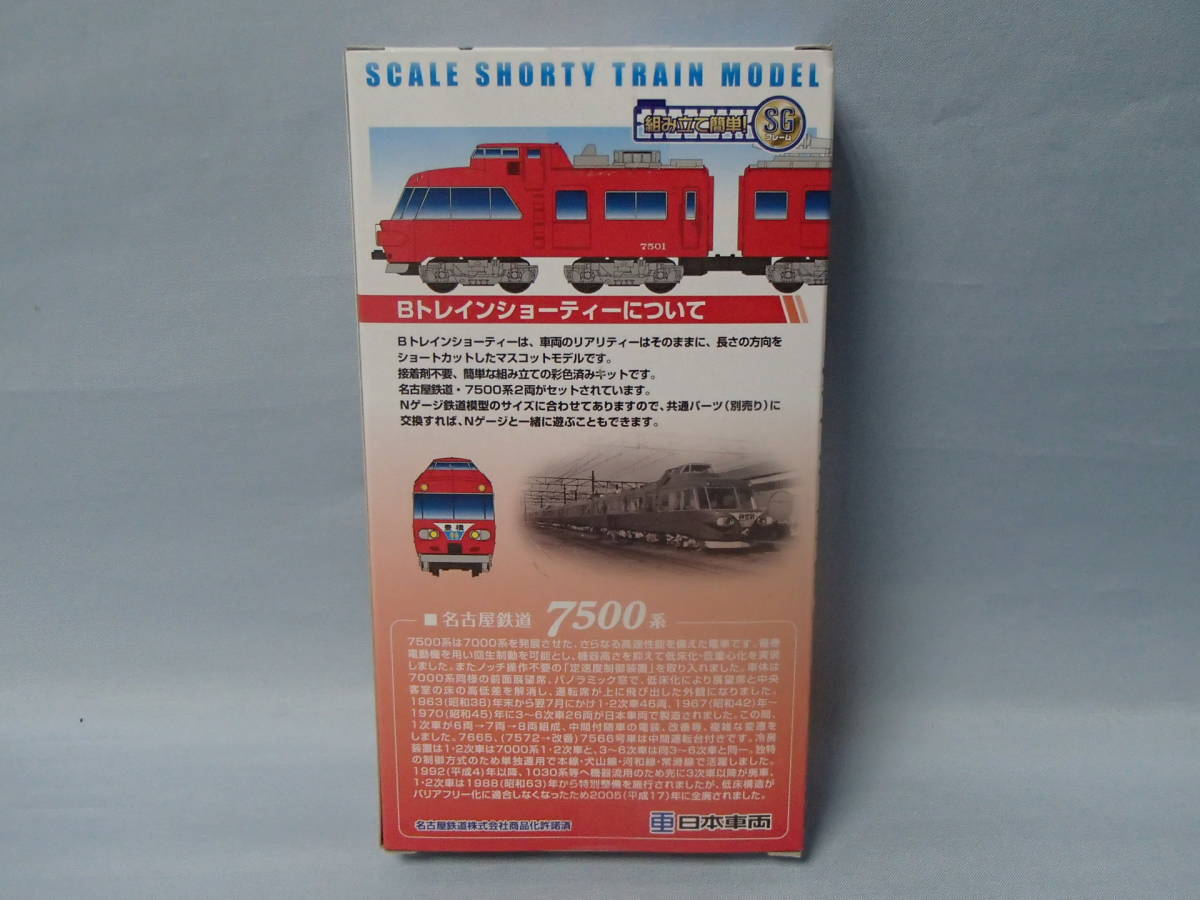 SCALE SHORTY TRAIN MODEL
組み立て簡単!
SG
フレーム
7501
Bトレインショーティーについて
Bトレインショーティーは、車両のリアリティーはそのままに、長さの方向を
ショートカットしたマスコットモデルです。
接着剤不要、簡単な組み立ての彩色済みキットです。
名古屋鉄道・7500系2両がセットされています。
Nゲージ鉄道模型のサイズに合わせてありますので、共通パーツ(別売り)に
交換すれば、Nゲージと一緒に遊ぶこともできます。
豊橋
■名古屋鉄道 7500系
7500系は7000系を発展させた、さらなる高速性能を備えた電車です。複巻
電動機を用い回生制動を可能とし、機器高さを抑えて低床化・低重心化を実現
しました。またノッチ操作不要の「定速度制御装置」を取り入れました。車体は
7000系同様の前面展望席、パノラミック窓で、低床化により展望席と中央
客室の床の高低差を解消し、運転席が上に飛び出した外観になりました。
1963(昭和38)年末から翌7月にかけ1・2次車46両、1967(昭和42)年〜
1970(昭和45)年に3〜6次車26両が日本車両で製造されました。この間、
1次車が6両→7両→8両組成、中間付随車の電装、改番等、複雑な変遷を
しました。7665、(7572→改番)7566号車は中間運転台付きです。冷房
装置は1・2次車は7000系1・2次車と、3〜6次車は同3〜6次車と同一。独特
の制御方式のため単独運用で本線・犬山線・河和線・常滑線で活躍しました。
1992(平成4)年以降、1030系等へ機器流用のため先に3次車以降が廃車、
1・2次車は1988(昭和63)年から特別整備を施行されましたが、低床構造が
バリアフリー化に適合しなくなったため2005(平成17)年に全廃されました。
名古屋鉄道株式会社商品化許諾済
日本車両